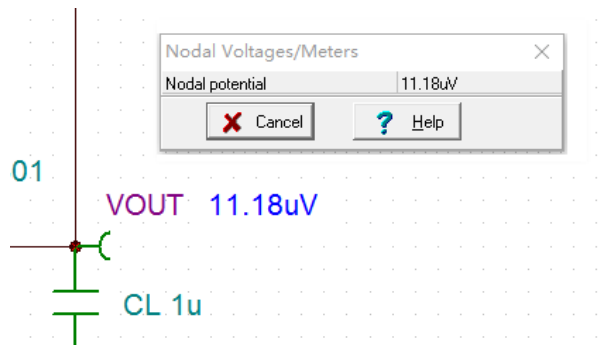 Nodal Voltages/Meters
Nodal potential 11.18uV
Cancel Help
01
VOUT 11.18uV
CL 1u